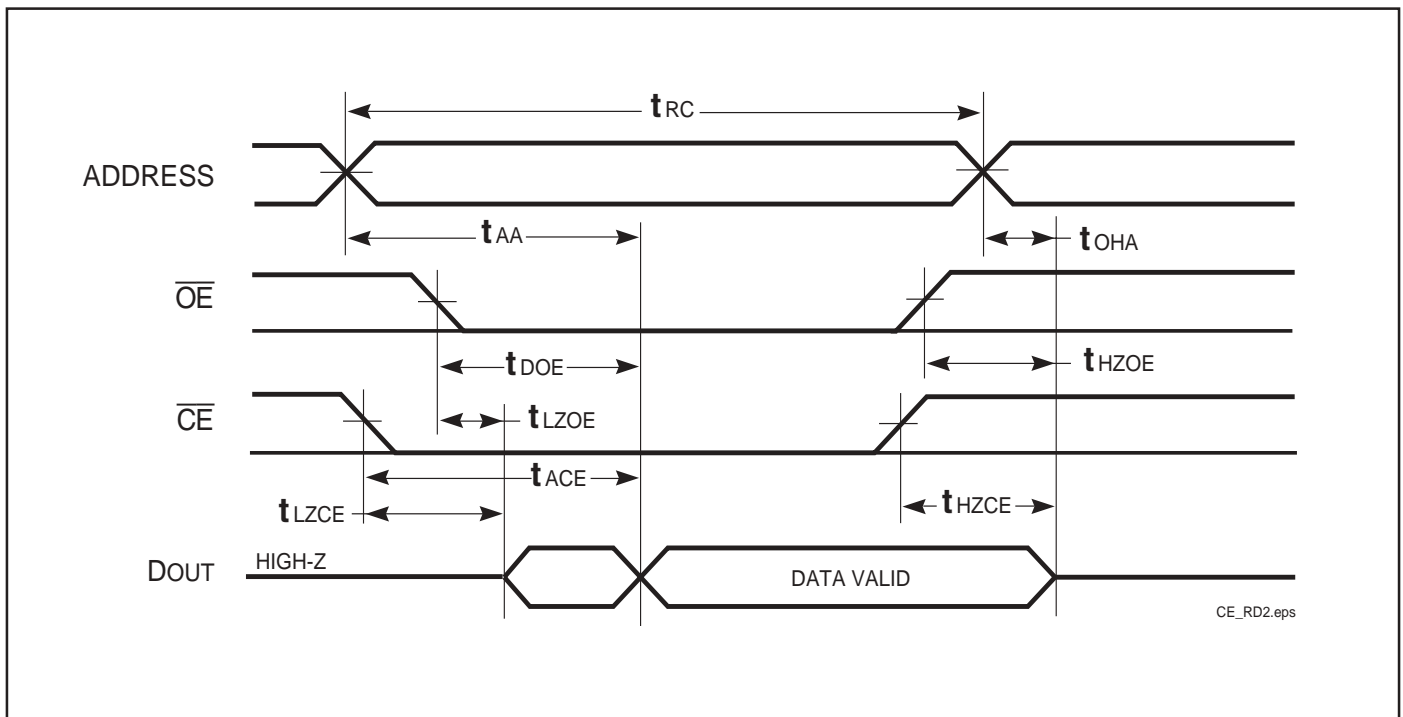 tRC
ADDRESS
tAA
tOHA
OE
tDOE
tHZOE
CE
tLZOE
tACE
tLZCE
tHZCE
DOUT
HIGH-Z
DATA VALID
CE_RD2.eps